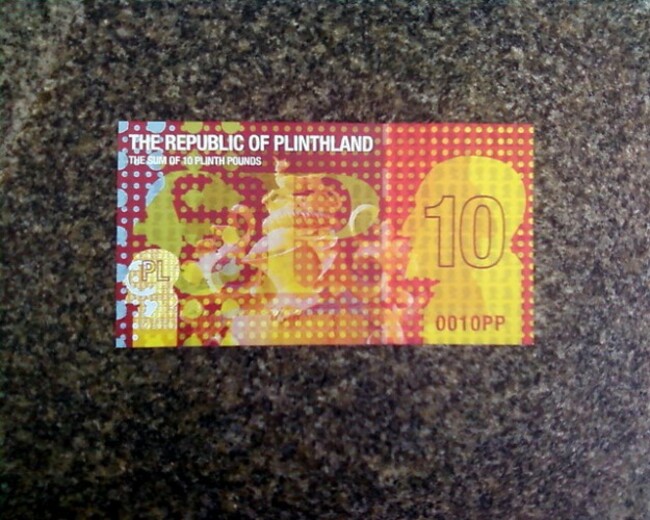 THE REPUBLIC OF PLINTHLAND
THE SUM OF 10 PLINTH POUNDS
10
PL
0010PP